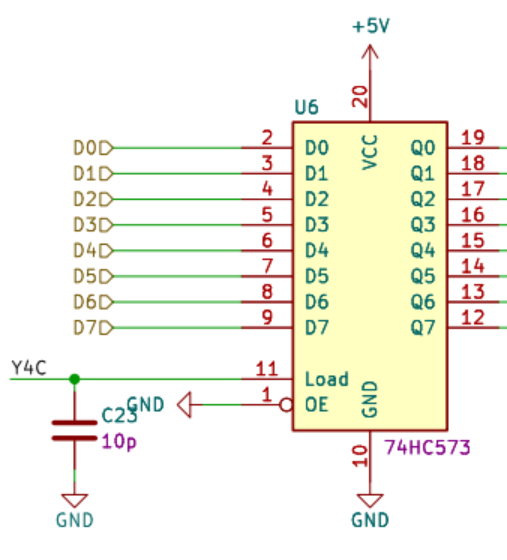 +5V
20
U6
VCC
D0 2 D0 Q0 19
D1 3 D1 Q1 18
D2 4 D2 Q2 17
D3 5 D3 Q3 16
D4 6 D4 Q4 15
D5 7 D5 Q5 14
D6 8 D6 Q6 13
D7 9 D7 Q7 12
Y4C 11 Load
GND 1 OE
GND
C23
10p
10
74HC573
GND
GND